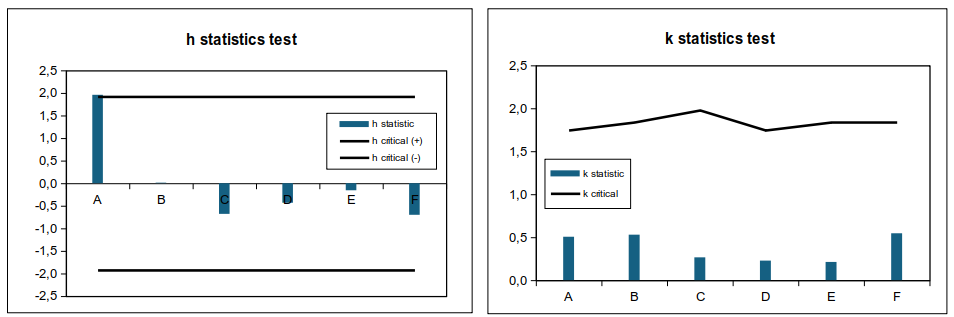 h statistics test
2,5
2,0
1,5
1,0
0,5
0,0
-0,5
-1,0
-1,5
-2,0
-2,5
A B C D E F
h statistic
h critical (+)
h critical (-)
k statistics test
2,5
2,0
1,5
1,0
0,5
0,0
A B C D E F
k statistic
k critical